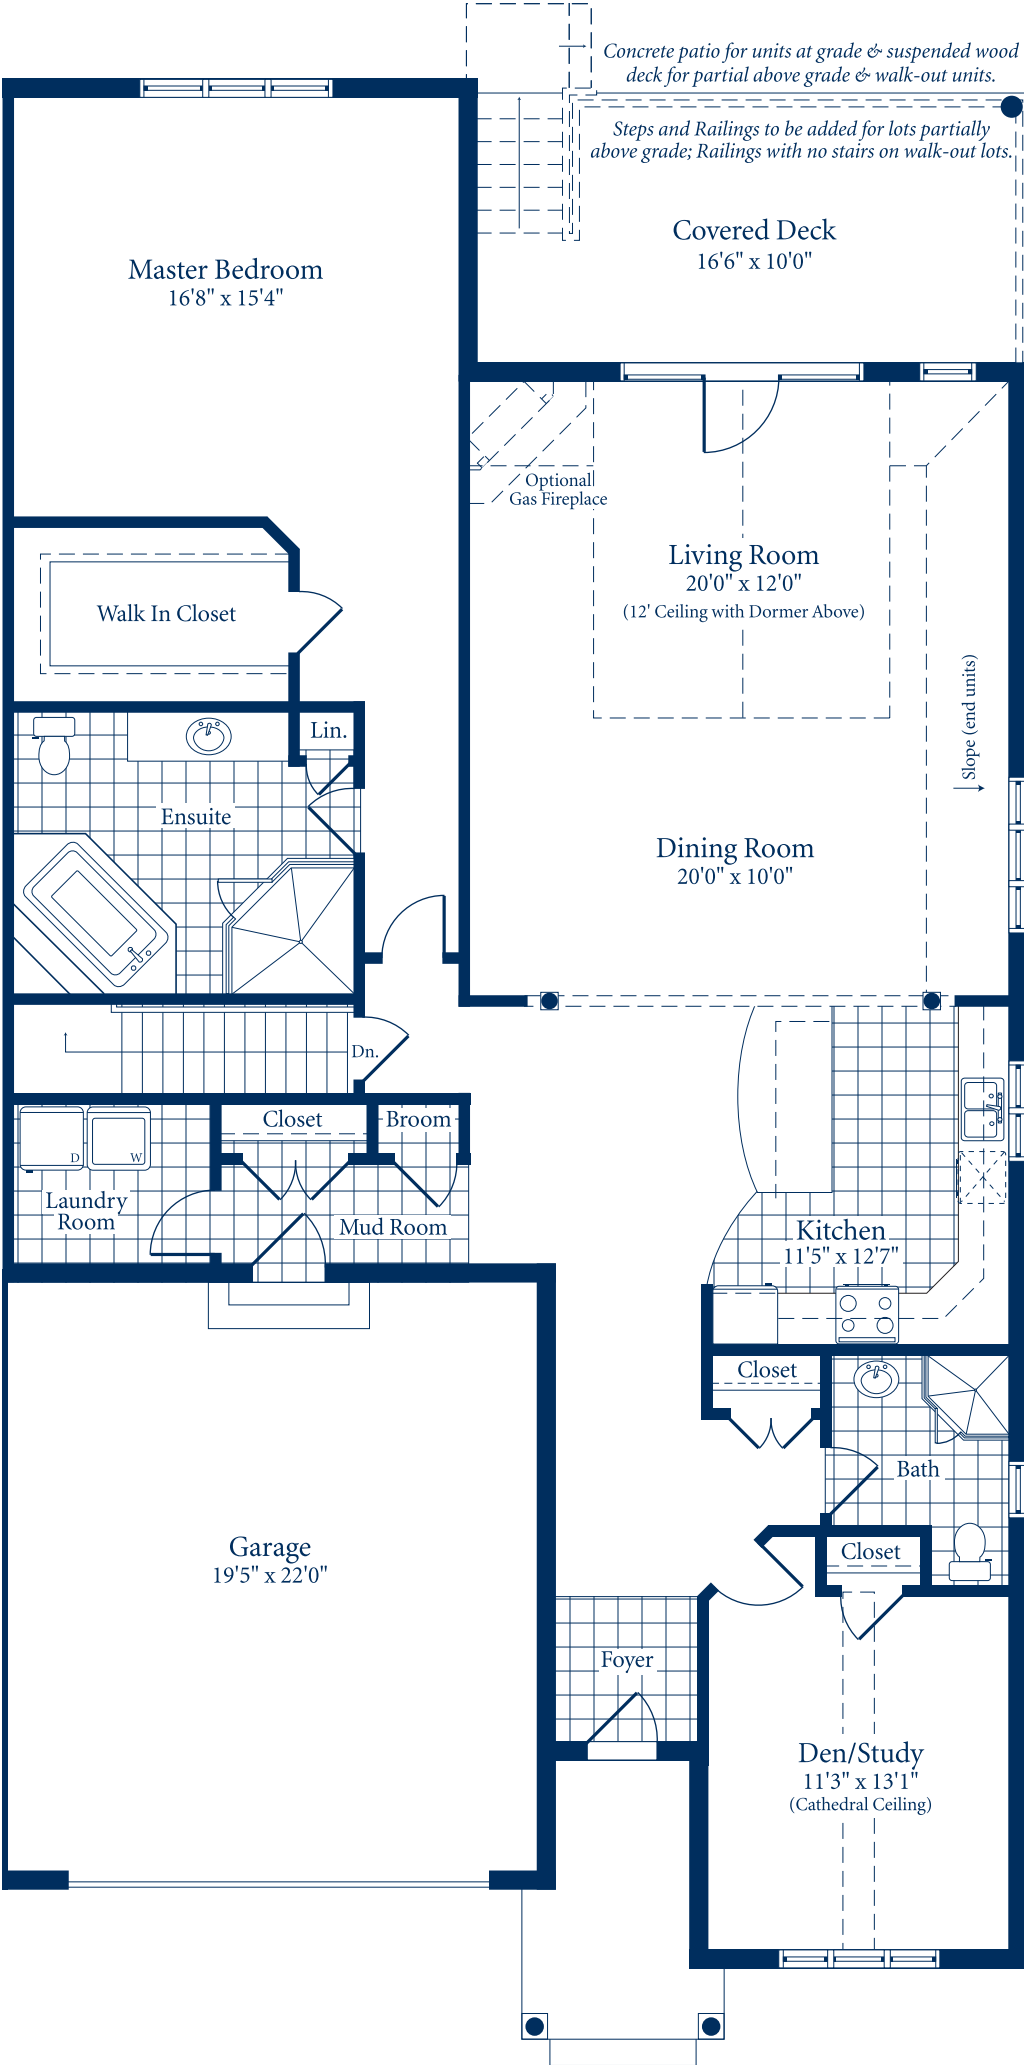 Concrete patio for units at grade & suspended wood
deck for partial above grade & walk-out units.
Steps and Railings to be added for lots partially
above grade; Railings with no stairs on walk-out lots.
Covered Deck
16'6" x 10'0"
Master Bedroom
16'8" x 15'4"
Optional
Gas Fireplace
Living Room
20'0" x 12'0"
(12' Ceiling with Dormer Above)
Walk In Closet
Slope (end units)
Lin.
Ensuite
Dining Room
20'0" x 10'0"
Dn.
Closet
Broom
D
W
Laundry
Room
Mud Room
Kitchen
11'5" x 12'7"
Closet
Bath
Garage
19'5" x 22'0"
Closet
Foyer
Den/Study
11'3" x 13'1"
(Cathedral Ceiling)